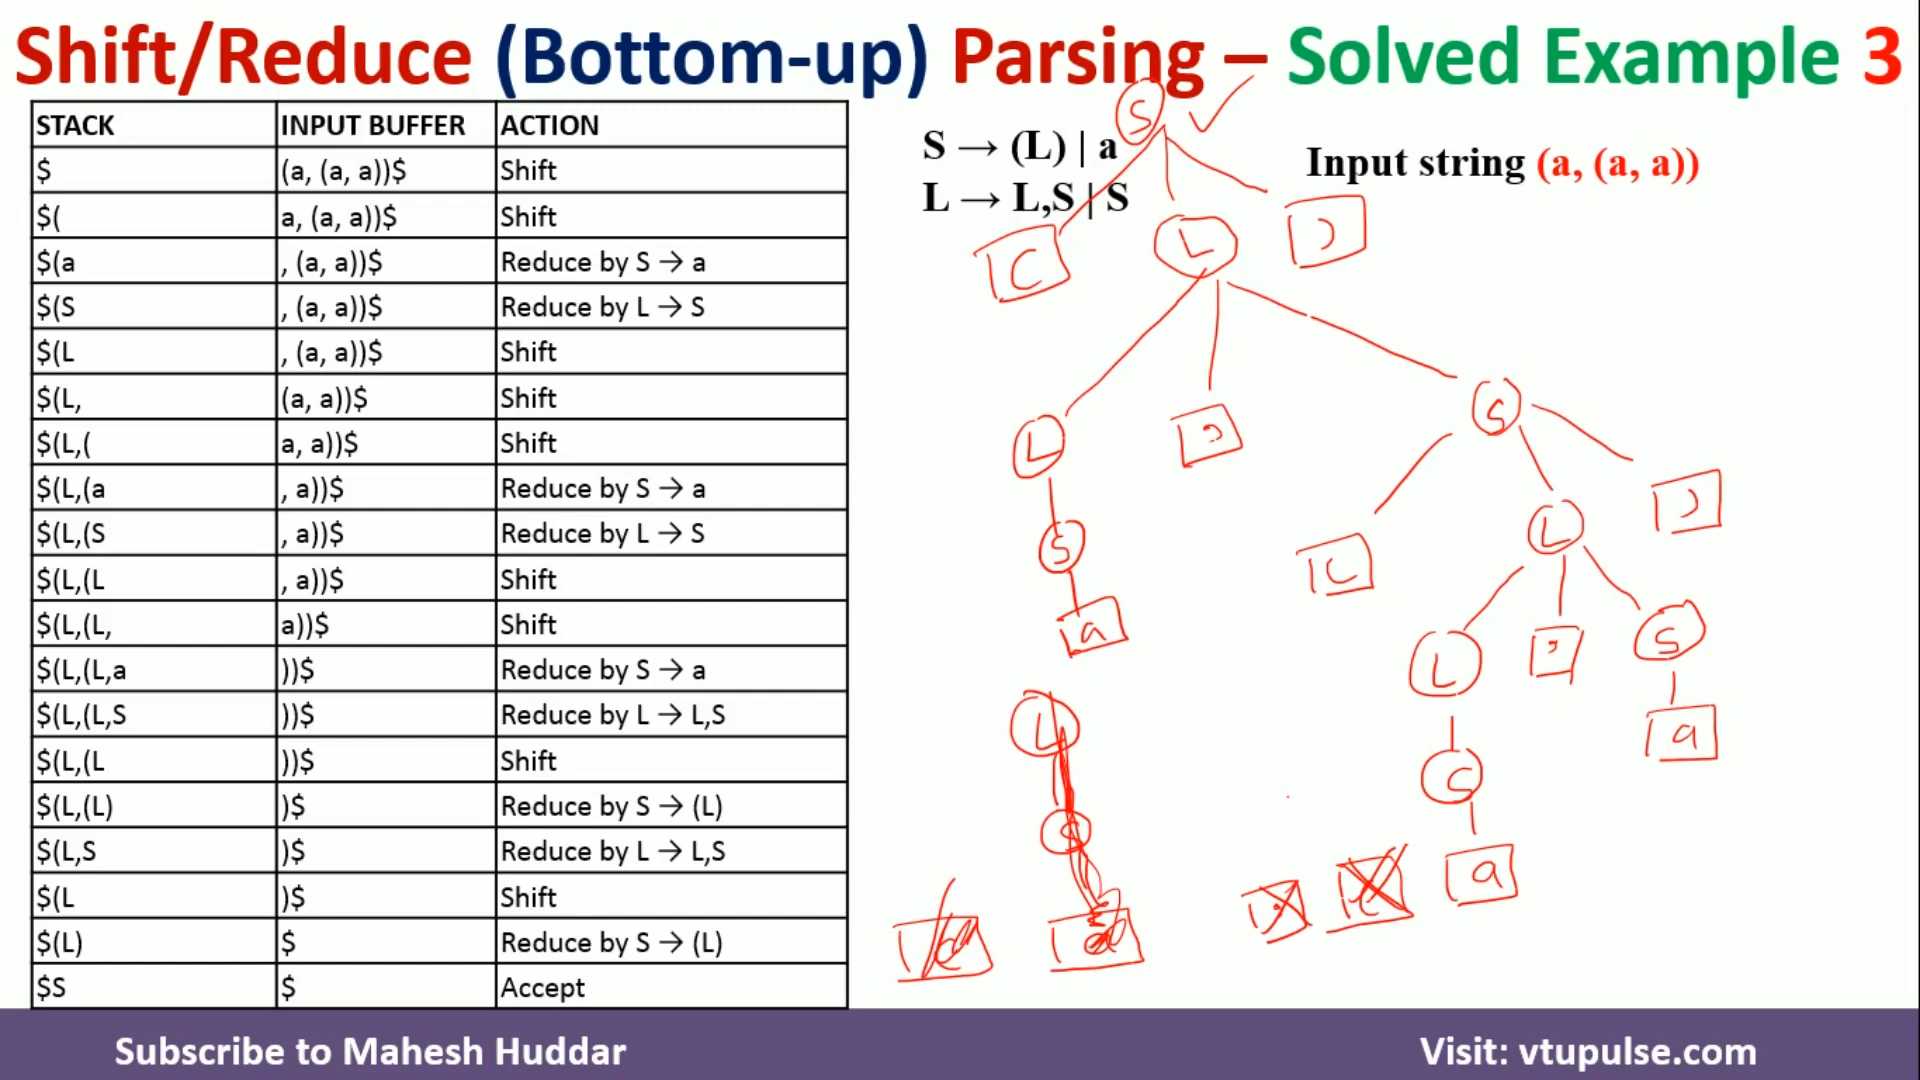 Shift/Reduce (Bottom-up) Parsing – Solved Example 3
STACK INPUT BUFFER ACTION
$ (a, (a, a))$ Shift
$( a, (a, a))$ Shift
$(a , (a, a))$ Reduce by S → a
$(S , (a, a))$ Reduce by L → S
$(L , (a, a))$ Shift
$(L, (a, a))$ Shift
$(L,( a, a))$ Shift
$(L,(a , a))$ Reduce by S → a
$(L,(S , a))$ Reduce by L → S
$(L,(L , a))$ Shift
$(L,(L, a))$ Shift
$(L,(L,a ))$ Reduce by S → a
$(L,(L,S ))$ Reduce by L → L,S
$(L,(L ))$ Shift
$(L,(L) )$ Reduce by S → (L)
$(L,S )$ Reduce by L → L,S
$(L )$ Shift
$(L) $ Reduce by S → (L)
$S $ Accept
S → (L) | a
L → L,S | S
Input string (a, (a, a))
S
( L )
L , S
S ( L )
a L , S
L S a
S a
Subscribe to Mahesh Huddar
Visit: vtupulse.com